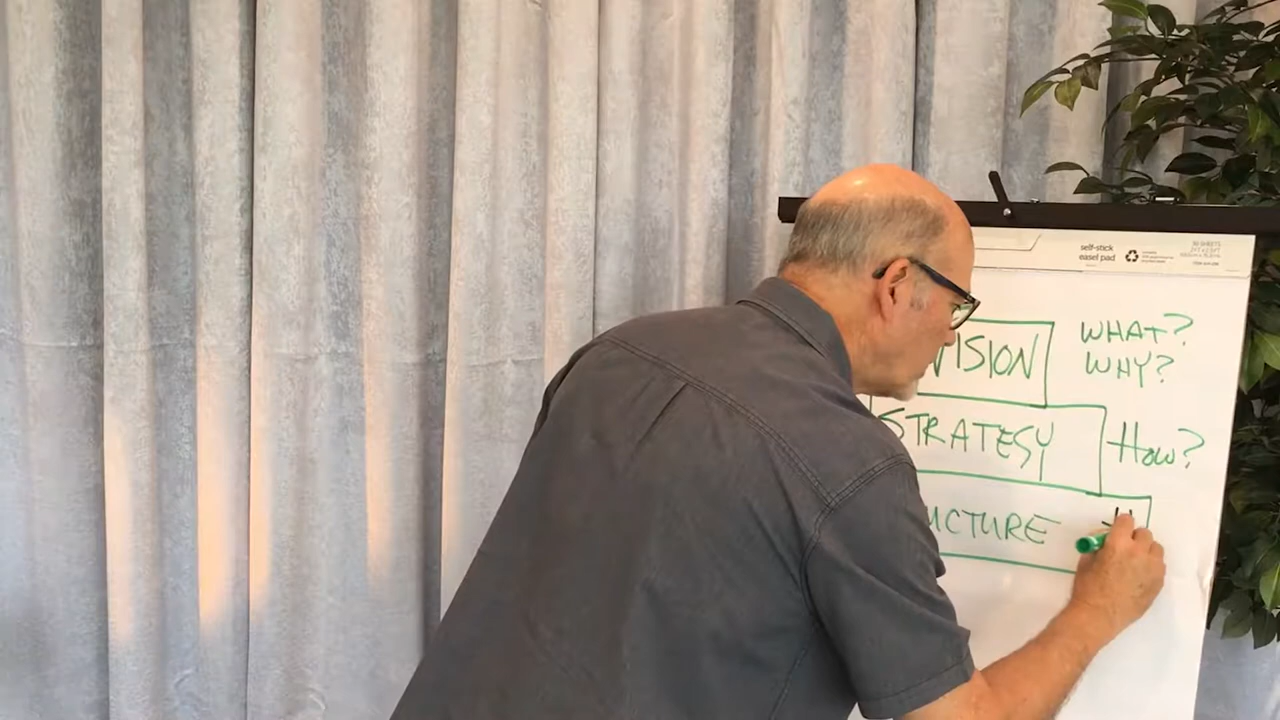 self-stick
easel pad
VISION
WHAT?
WHY?
STRATEGY
How?
UCTURE